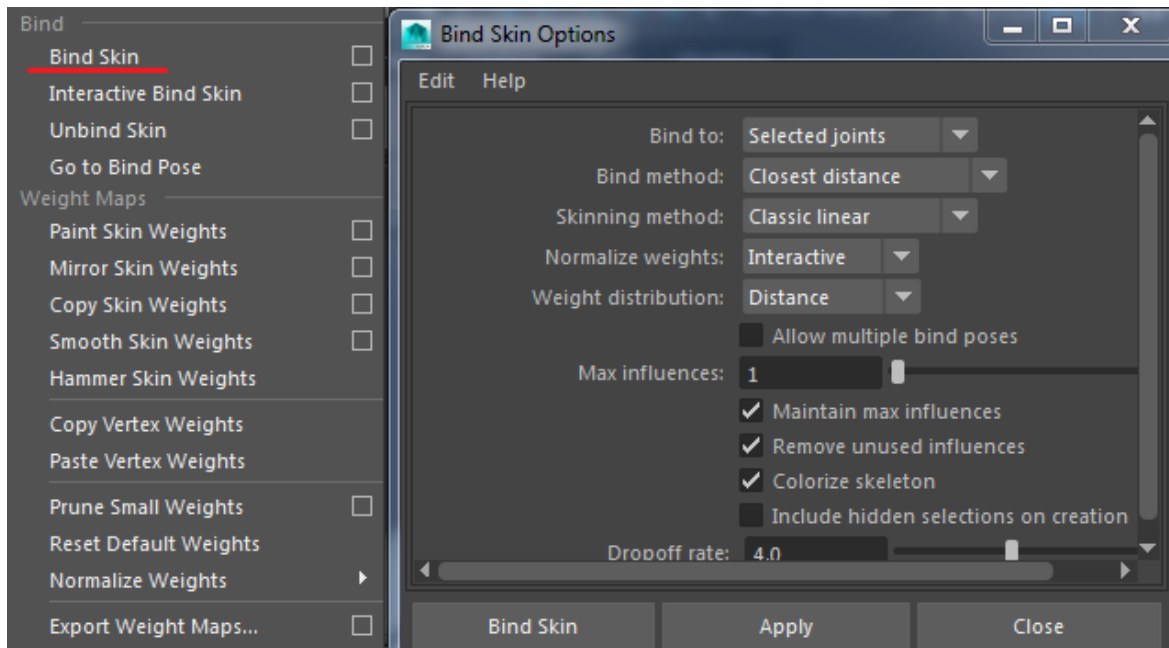 Bind
Bind Skin
Interactive Bind Skin
Unbind Skin
Go to Bind Pose
Weight Maps
Paint Skin Weights
Mirror Skin Weights
Copy Skin Weights
Smooth Skin Weights
Hammer Skin Weights
Copy Vertex Weights
Paste Vertex Weights
Prune Small Weights
Reset Default Weights
Normalize Weights
Export Weight Maps...
Bind Skin Options
Edit Help
Bind to: Selected joints
Bind method: Closest distance
Skinning method: Classic linear
Normalize weights: Interactive
Weight distribution: Distance
Allow multiple bind poses
Max influences: 1
Maintain max influences
Remove unused influences
Colorize skeleton
Include hidden selections on creation
Dropoff rate: 4.0
Bind Skin Apply Close